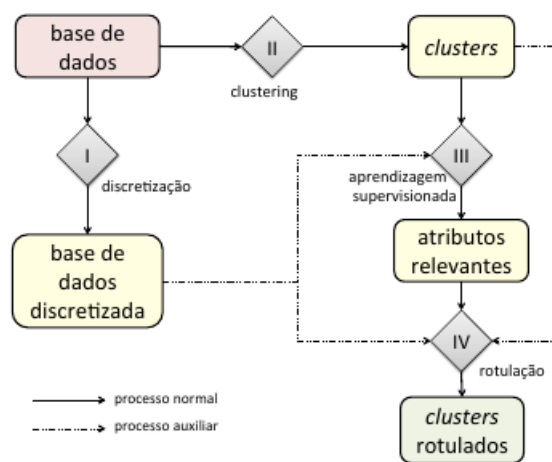 base de
dados
II
clustering
clusters
I
discretização
III
aprendizagem
supervisionada
base de
dados
discretizada
atributos
relevantes
IV
rotulação
processo normal
processo auxiliar
clusters
rotulados